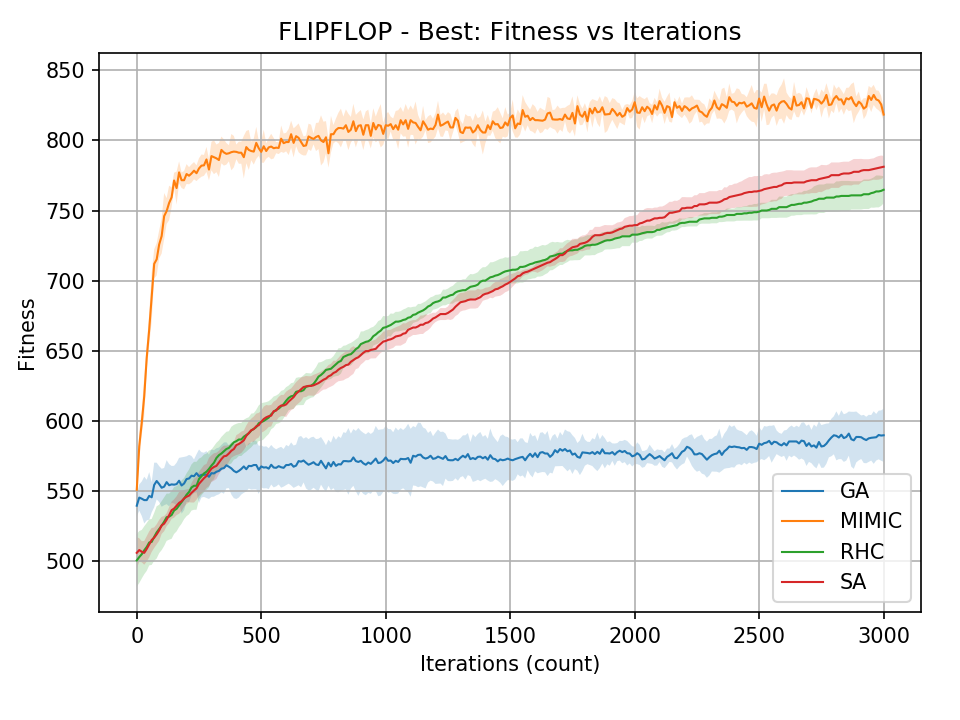 FLIPFLOP - Best: Fitness vs Iterations
850
800
750
700
650
600
550
500
Fitness
0 500 1000 1500 2000 2500 3000
Iterations (count)
GA
MIMIC
RHC
SA